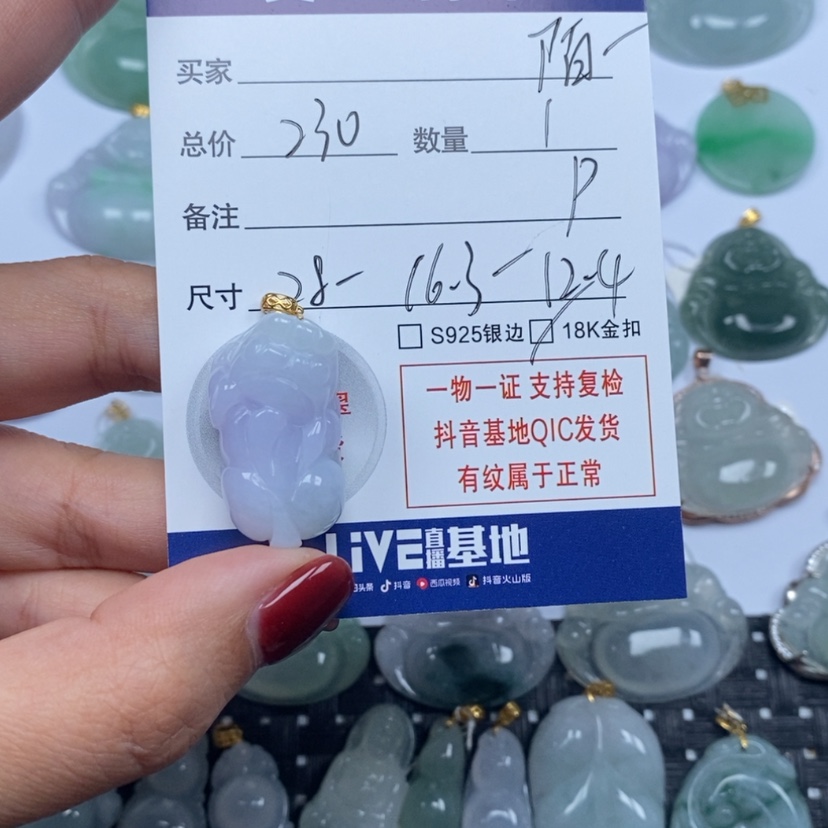 买家 陌一
总价 230 数量 1
备注 P
尺寸 28- 16.3- 12.4
S925银边 18K金扣
一物一证 支持复检
抖音基地QIC发货
有纹属于正常
LiVE直播基地
头条 抖音 西瓜视频 抖音火山版